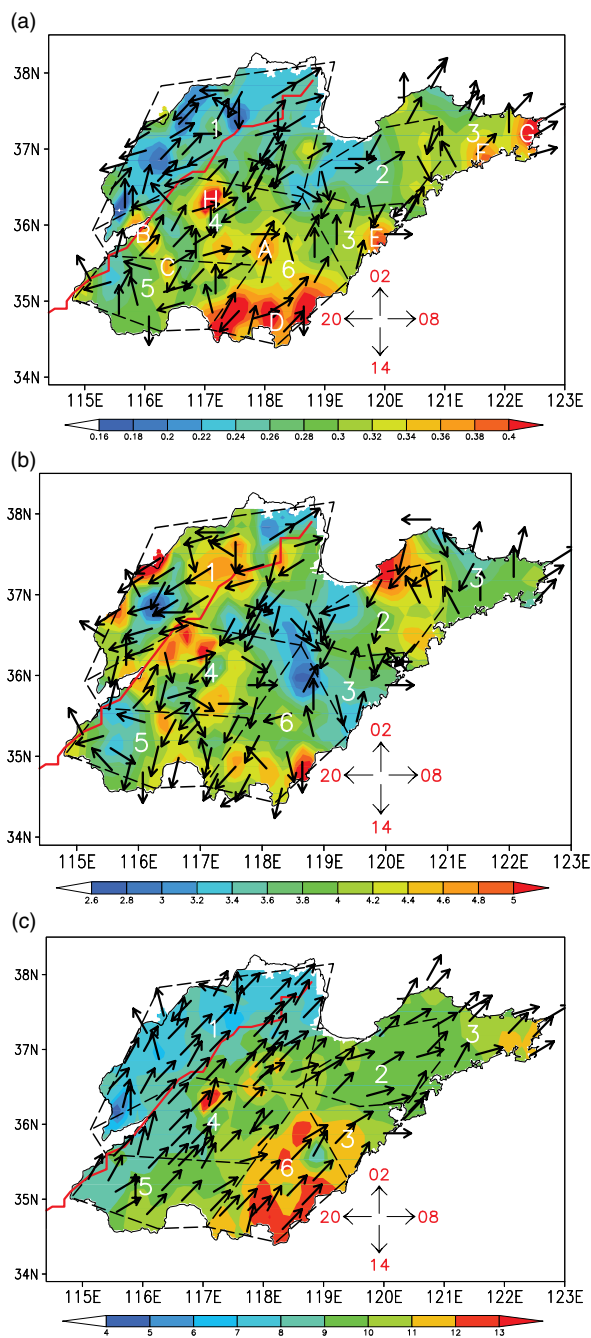 (a)
38N
37N
36N
35N
34N
1
2
3
G
F
H
4
B
A
3
E
C
6
5
D
02
20
08
14
115E 116E 117E 118E 119E 120E 121E 122E 123E
0.16 0.18 0.2 0.22 0.24 0.26 0.28 0.3 0.32 0.34 0.36 0.38 0.4
(b)
38N
37N
36N
35N
34N
1
3
2
4
3
6
5
02
20
08
14
115E 116E 117E 118E 119E 120E 121E 122E 123E
2.6 2.8 3 3.2 3.4 3.6 3.8 4 4.2 4.4 4.6 4.8 5
(c)
38N
37N
36N
35N
34N
1
3
2
4
3
6
5
02
20
08
14
115E 116E 117E 118E 119E 120E 121E 122E 123E
4 5 6 7 8 9 10 11 12 13